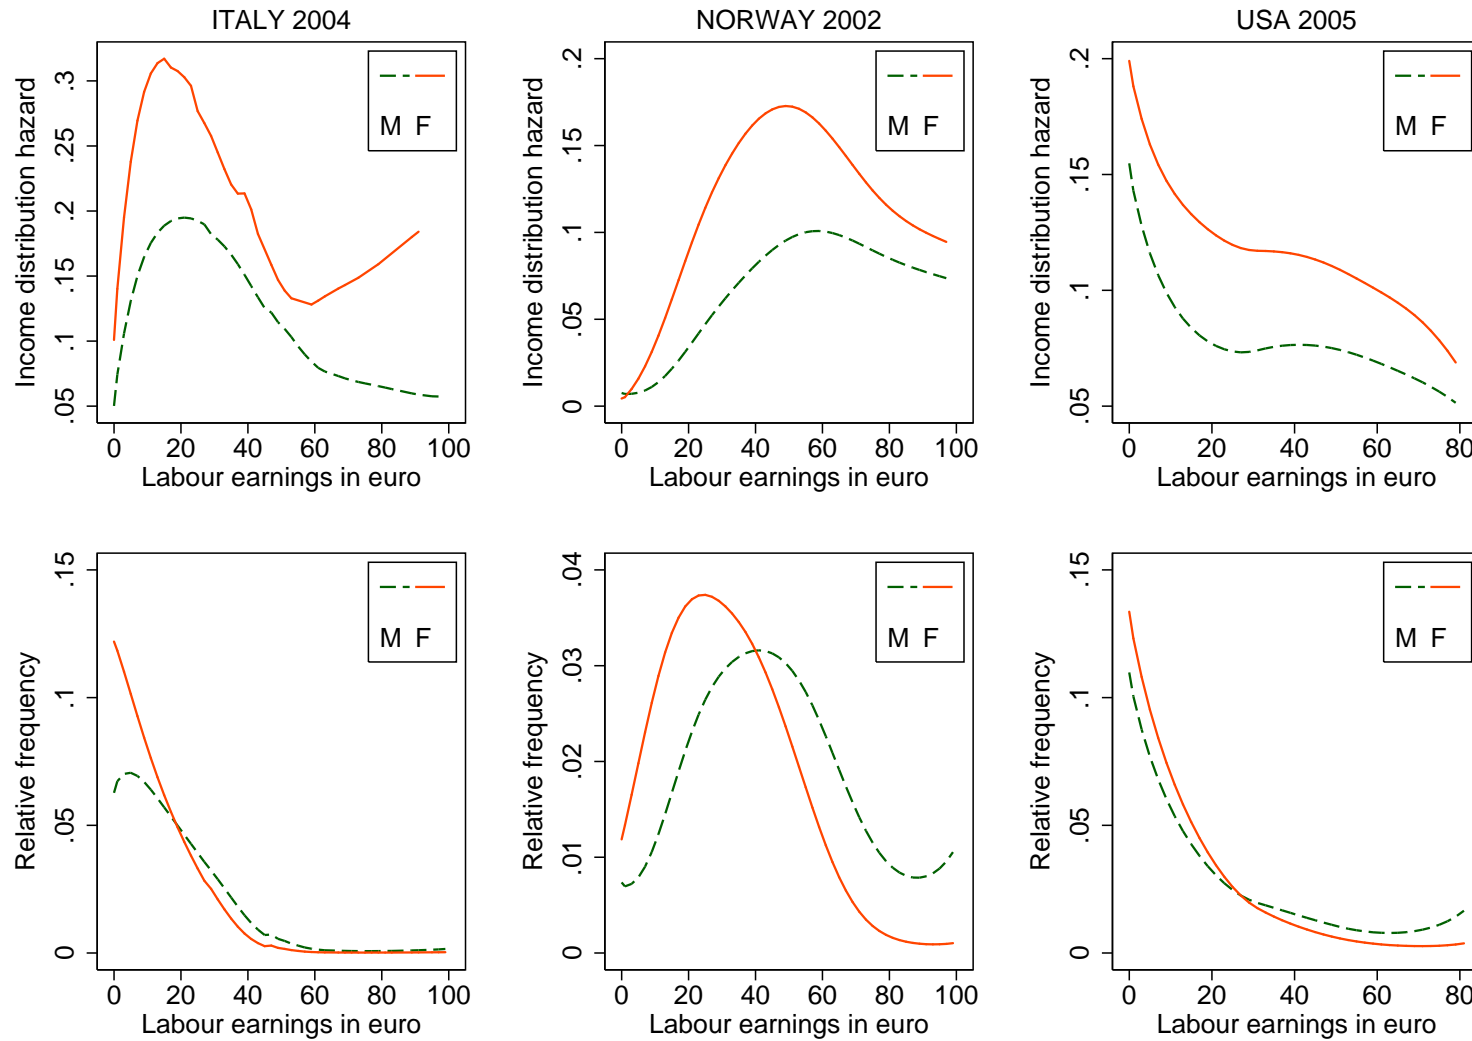 ITALY 2004
Income distribution hazard
.05 .1 .15 .2 .25 .3
0 20 40 60 80 100
Labour earnings in euro
M F
NORWAY 2002
Income distribution hazard
0 .05 .1 .15 .2
0 20 40 60 80 100
Labour earnings in euro
M F
USA 2005
Income distribution hazard
.05 .1 .15 .2
0 20 40 60 80
Labour earnings in euro
M F
Relative frequency
0 .05 .1 .15
0 20 40 60 80 100
Labour earnings in euro
M F
Relative frequency
0 .01 .02 .03 .04
0 20 40 60 80 100
Labour earnings in euro
M F
Relative frequency
0 .05 .1 .15
0 20 40 60 80
Labour earnings in euro
M F